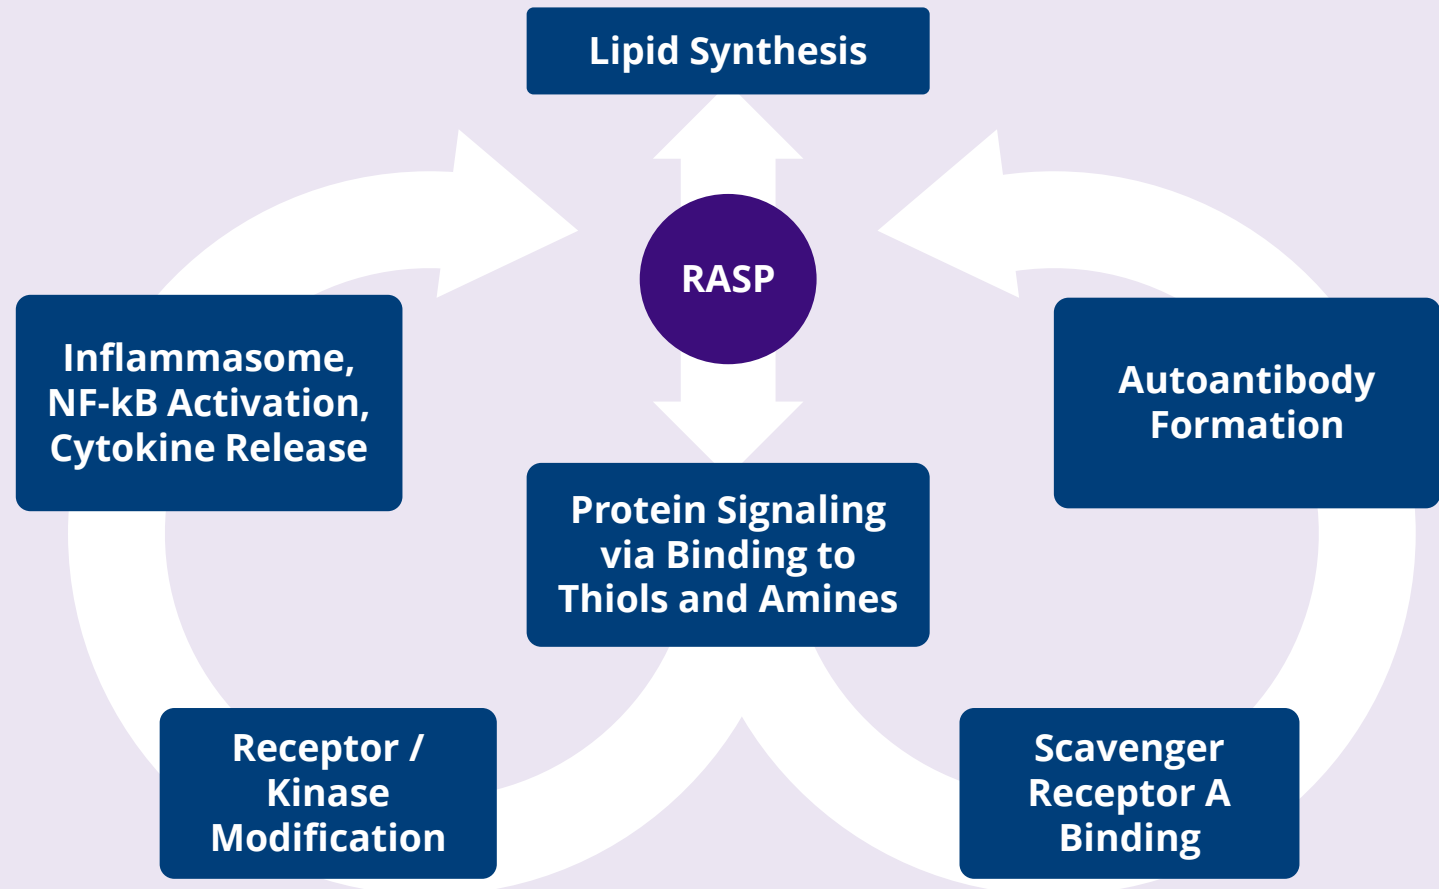 Lipid Synthesis
RASP
Inflammasome,
NF-kB Activation,
Cytokine Release
Autoantibody
Formation
Protein Signaling
via Binding to
Thiols and Amines
Receptor /
Kinase
Modification
Scavenger
Receptor A
Binding